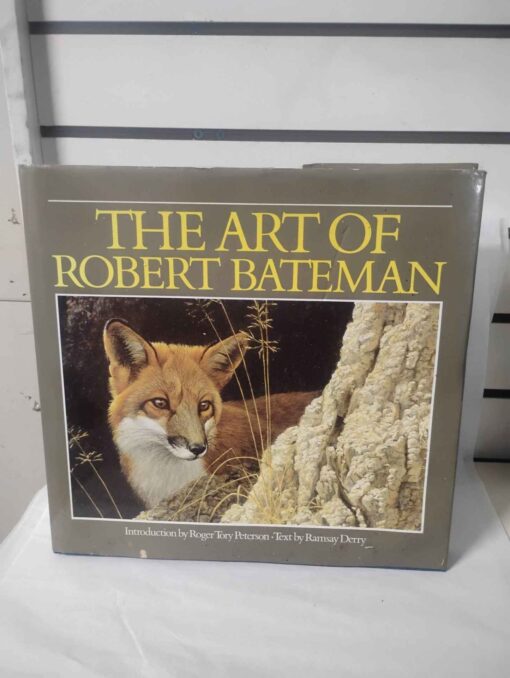 THE ART OF
ROBERT BATEMAN
Introduction by Roger Tory Peterson · Text by Ramsay Derry